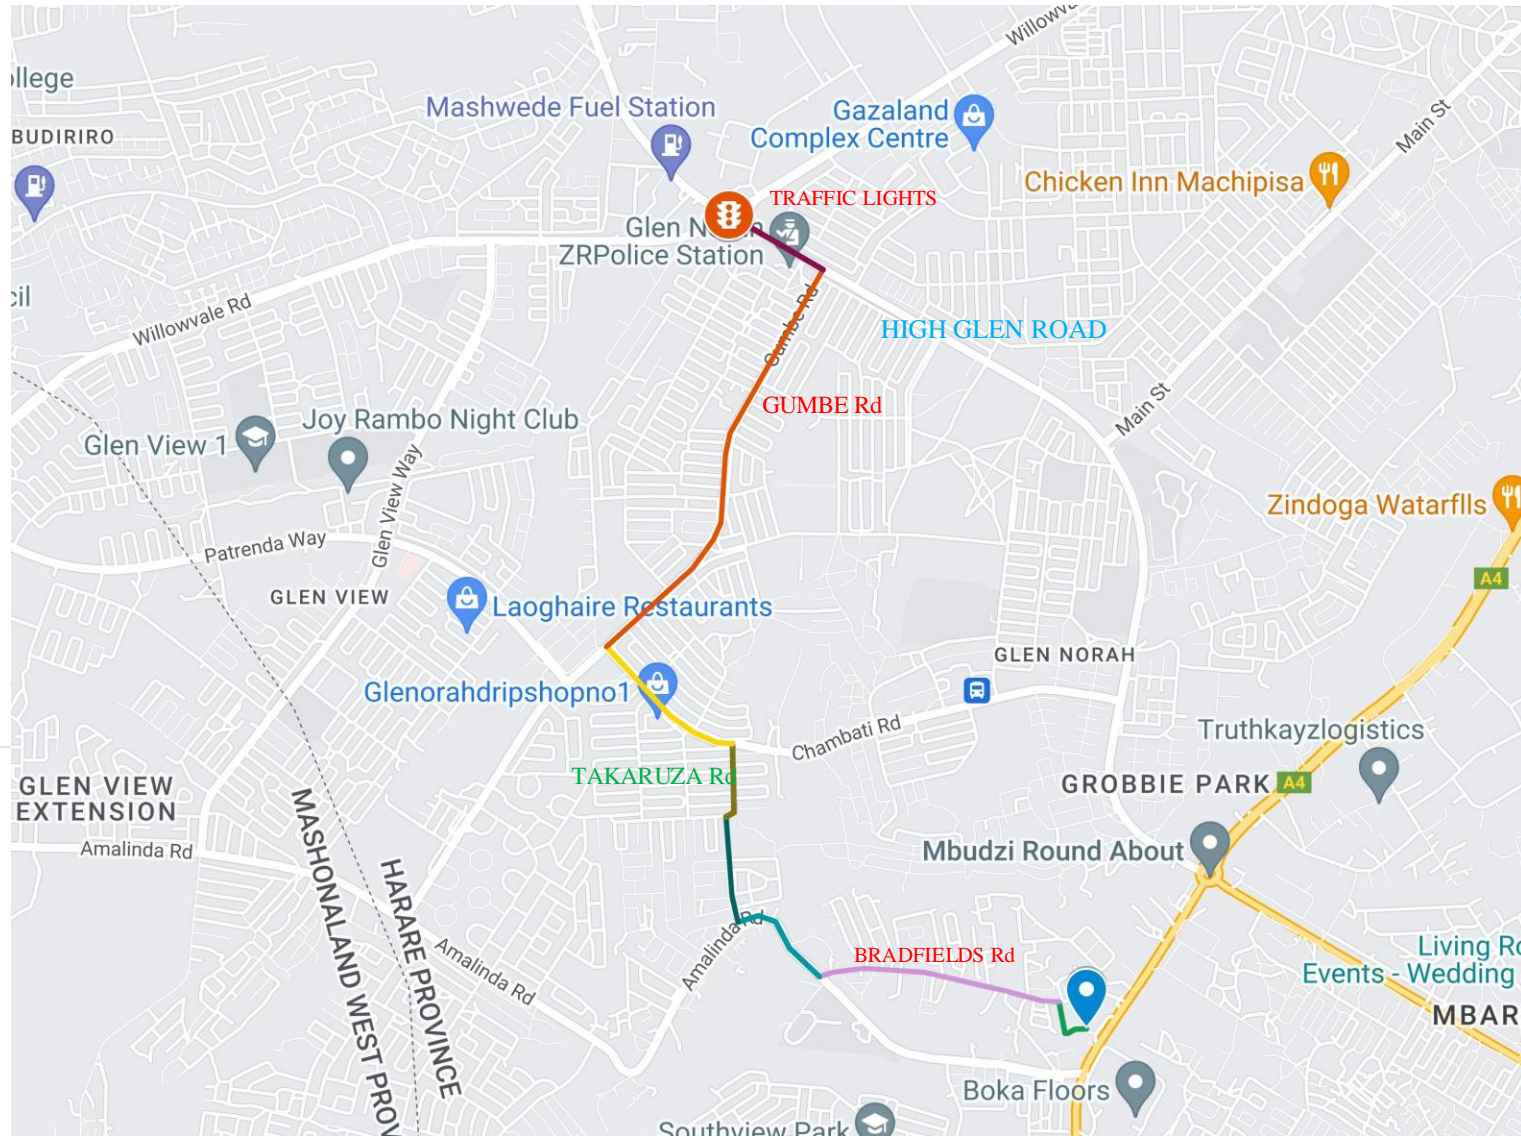 Willowva
ollege
Mashwede Fuel Station
Gazaland
Complex Centre
Main St
BUDIRIRO
Chicken Inn Machipisa
TRAFFIC LIGHTS
Glen N
ZRPolice Station
cil
Willowvale Rd
Gumbe Rd
HIGH GLEN ROAD
GUMBE Rd
Main St
Joy Rambo Night Club
Glen View 1
Glen View Way
Zindoga Watarflls
Patrenda Way
A4
GLEN VIEW
Laoghaire Restaurants
GLEN NORAH
Glenorahdripshopno1
Chambati Rd
Truthkayzlogistics
TAKARUZA Rd
GLEN VIEW
EXTENSION
GROBBIE PARK
A4
Amalinda Rd
Mbudzi Round About
MASHONALAND WEST PROV
HARARE PROVINCE
Amalinda Rd
Amalinda Rd
BRADFIELDS Rd
Living Ro
Events - Wedding
MBAR
Boka Floors
Southview Park